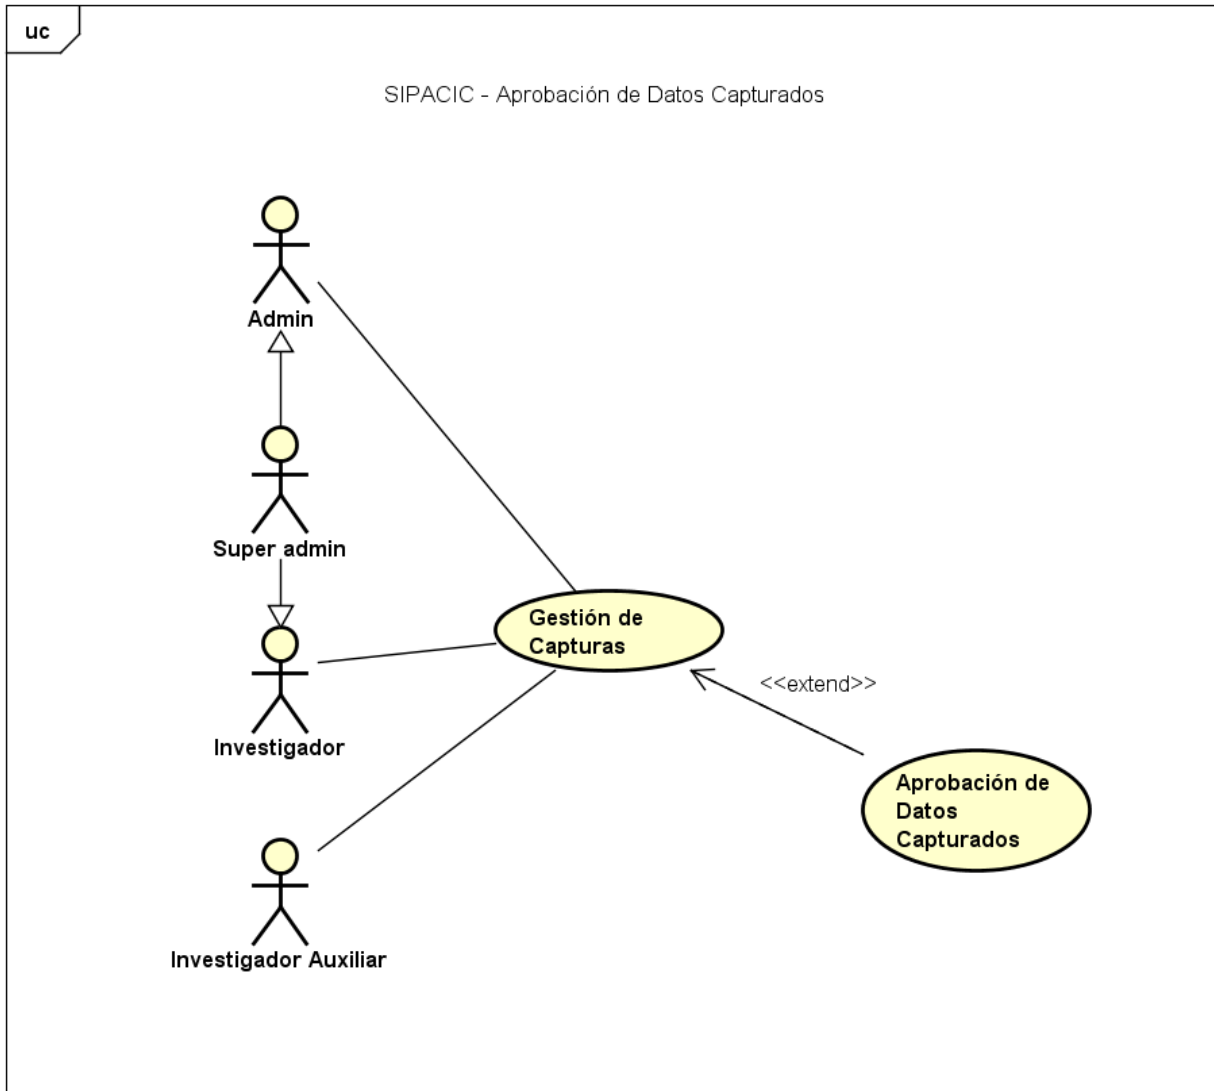 uc
SIPACIC - Aprobación de Datos Capturados
Admin
Super admin
Gestión de
Capturas
<<extend>>
Investigador
Aprobación de
Datos
Capturados
Investigador Auxiliar